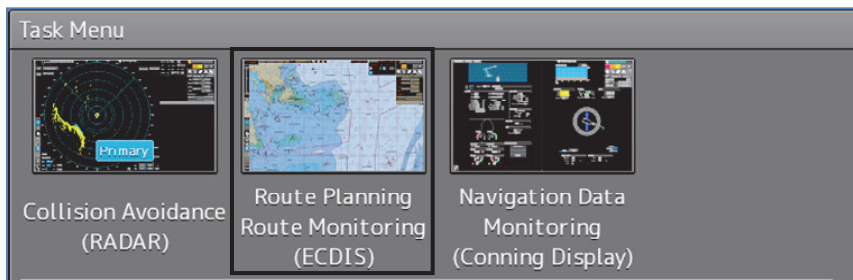 Task Menu
Primary
Collision Avoidance
(RADAR)
Route Planning
Route Monitoring
(ECDIS)
Navigation Data
Monitoring
(Conning Display)